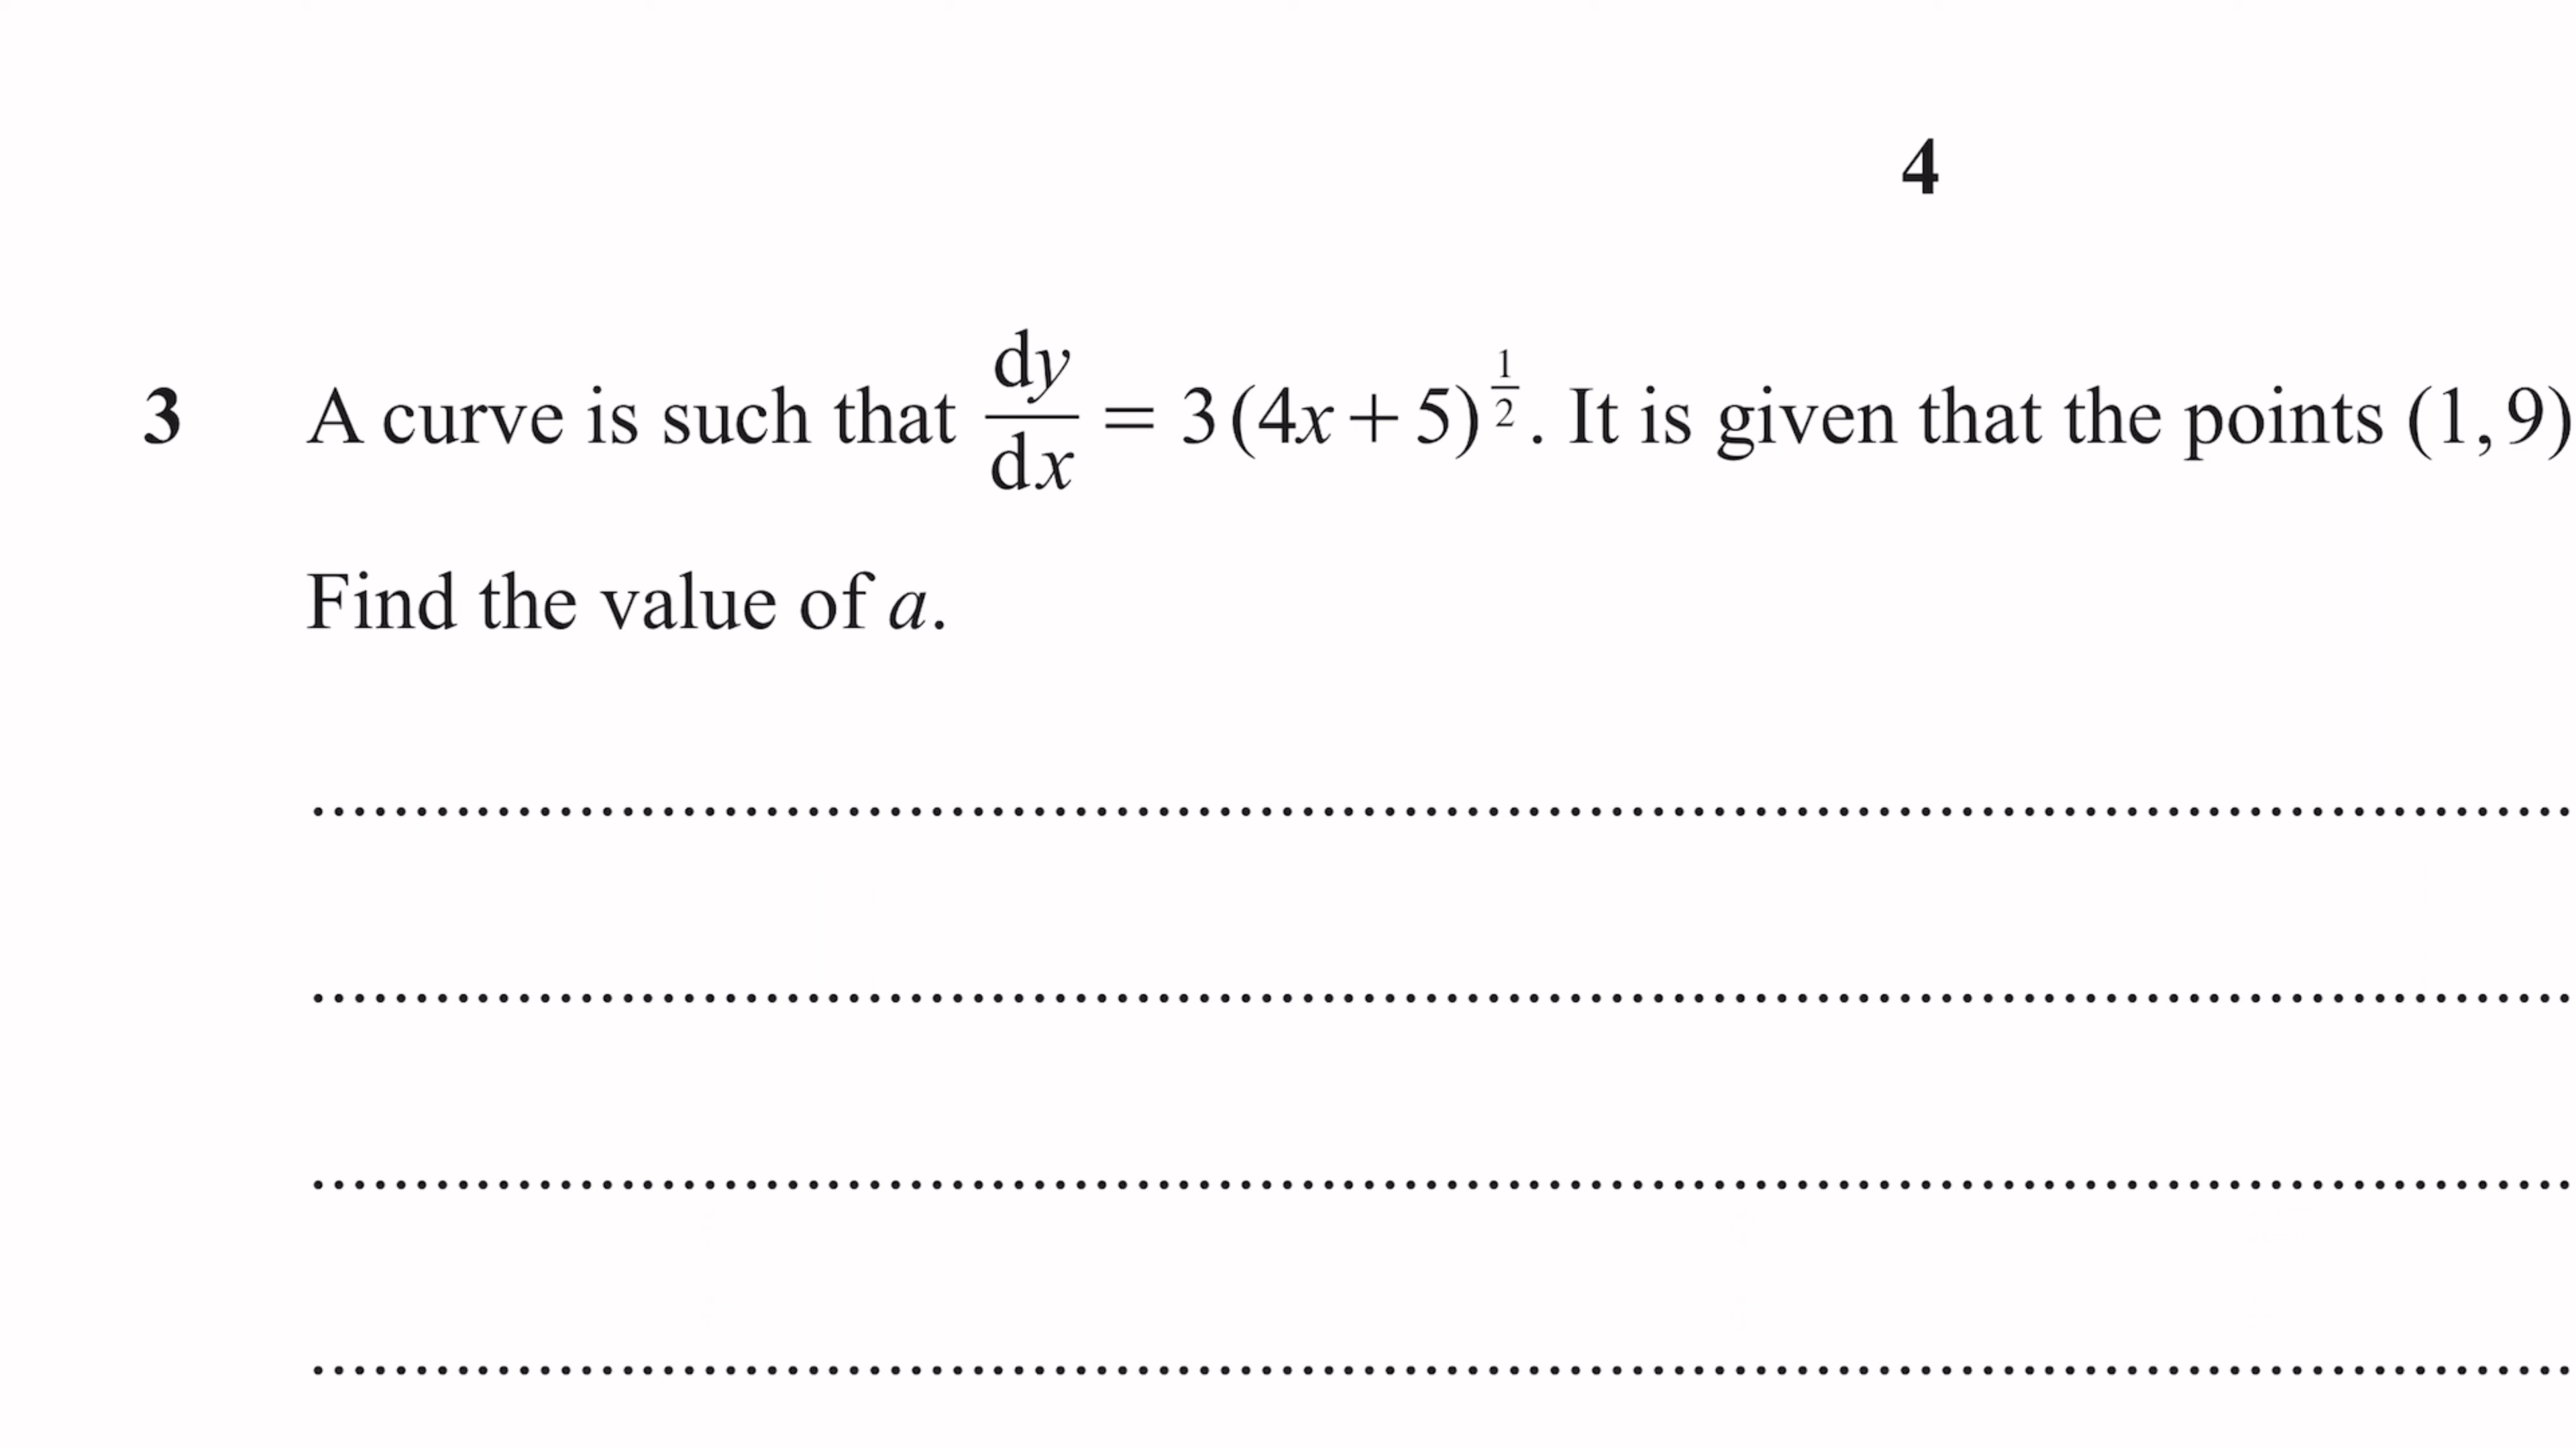 4
3 A curve is such that dy/dx = 3(4x + 5)^(1/2). It is given that the points (1, 9)
Find the value of a.